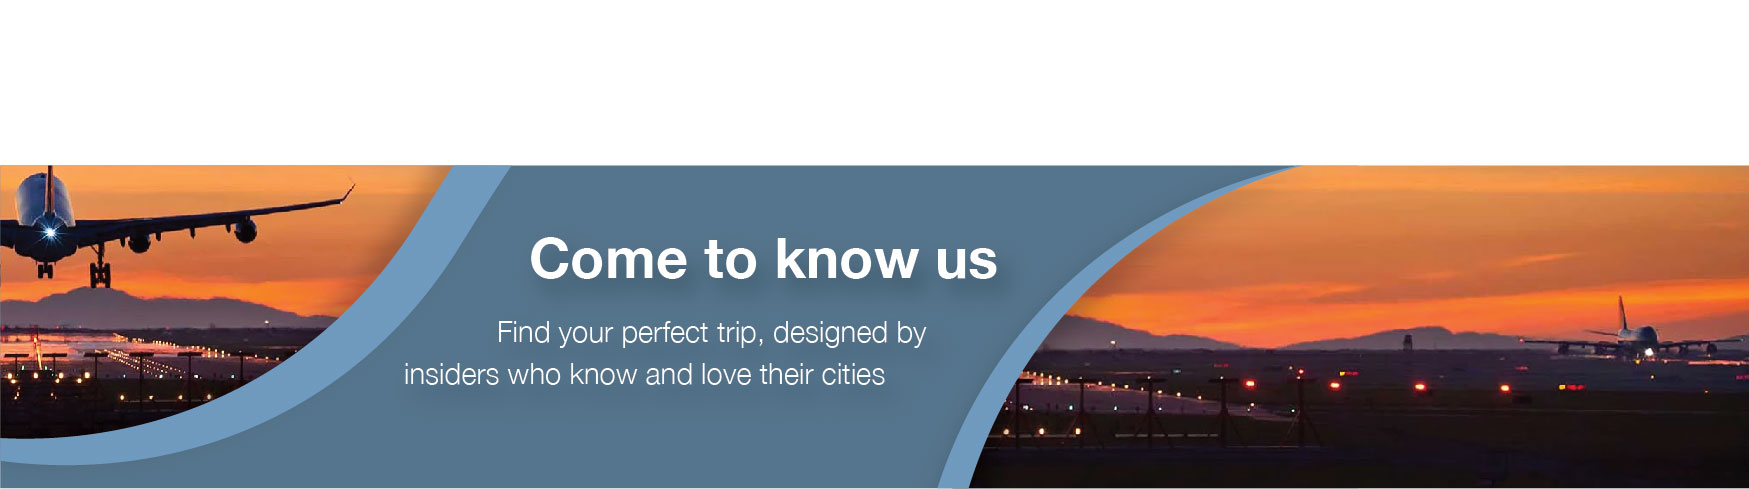 Come to know us
Find your perfect trip, designed by
insiders who know and love their cities